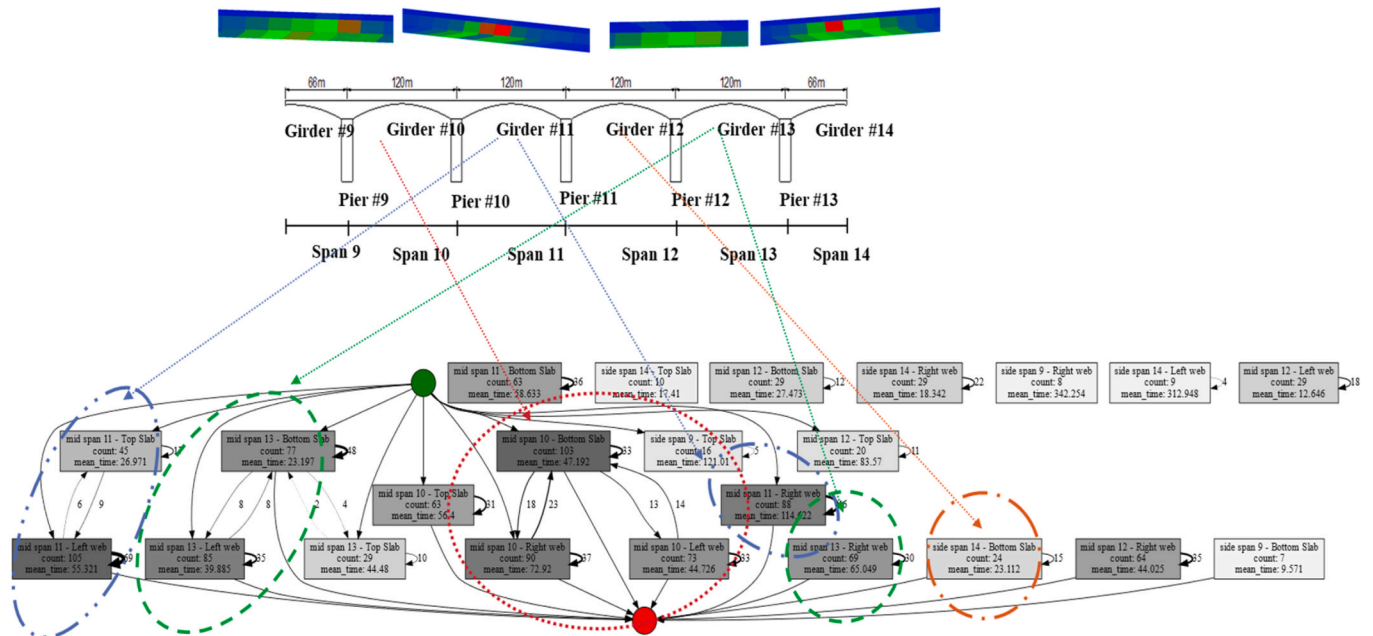 66m
120m
120m
120m
120m
66m
Girder #9
Girder #10
Girder #11
Girder #12
Girder #13
Girder #14
Pier #9
Pier #10
Pier #11
Pier #12
Pier #13
Span 9
Span 10
Span 11
Span 12
Span 13
Span 14
mid span 11 - Bottom Slab
count: 63
mean_time: 58.633
36
side span 14 - Top Slab
count: 10
mean_time: 17.41
mid span 12 - Bottom Slab
count: 29
mean_time: 27.473
12
side span 14 - Right web
count: 29
mean_time: 18.342
22
side span 9 - Right web
count: 8
mean_time: 342.254
side span 14 - Left web
count: 9
mean_time: 312.948
4
mid span 12 - Left web
count: 29
mean_time: 12.646
18
mid span 11 - Top Slab
count: 45
mean_time: 26.971
mid span 13 - Bottom Slab
count: 77
mean_time: 23.197
48
mid span 10 - Bottom Slab
count: 103
mean_time: 47.192
33
side span 9 - Top Slab
count: 16
mean_time: 121.01
5
mid span 12 - Top Slab
count: 20
mean_time: 83.57
11
6
9
8
8
2
4
mid span 10 - Top Slab
count: 63
mean_time: 56.4
31
18
23
13
14
mid span 11 - Right web
count: 88
mid span 11 - Left web
count: 105
mean_time: 55.321
69
mid span 13 - Left web
count: 85
mean_time: 39.885
35
mid span 13 - Top Slab
count: 29
mean_time: 44.48
10
mid span 10 - Right web
count: 90
mean_time: 72.92
37
mid span 10 - Left web
count: 73
mean_time: 44.726
33
mid span 13 - Right web
count: 69
mean_time: 65.049
30
side span 14 - Bottom Slab
count: 24
mean_time: 23.112
15
mid span 12 - Right web
count: 64
mean_time: 44.025
35
side span 9 - Bottom Slab
count: 7
mean_time: 9.571